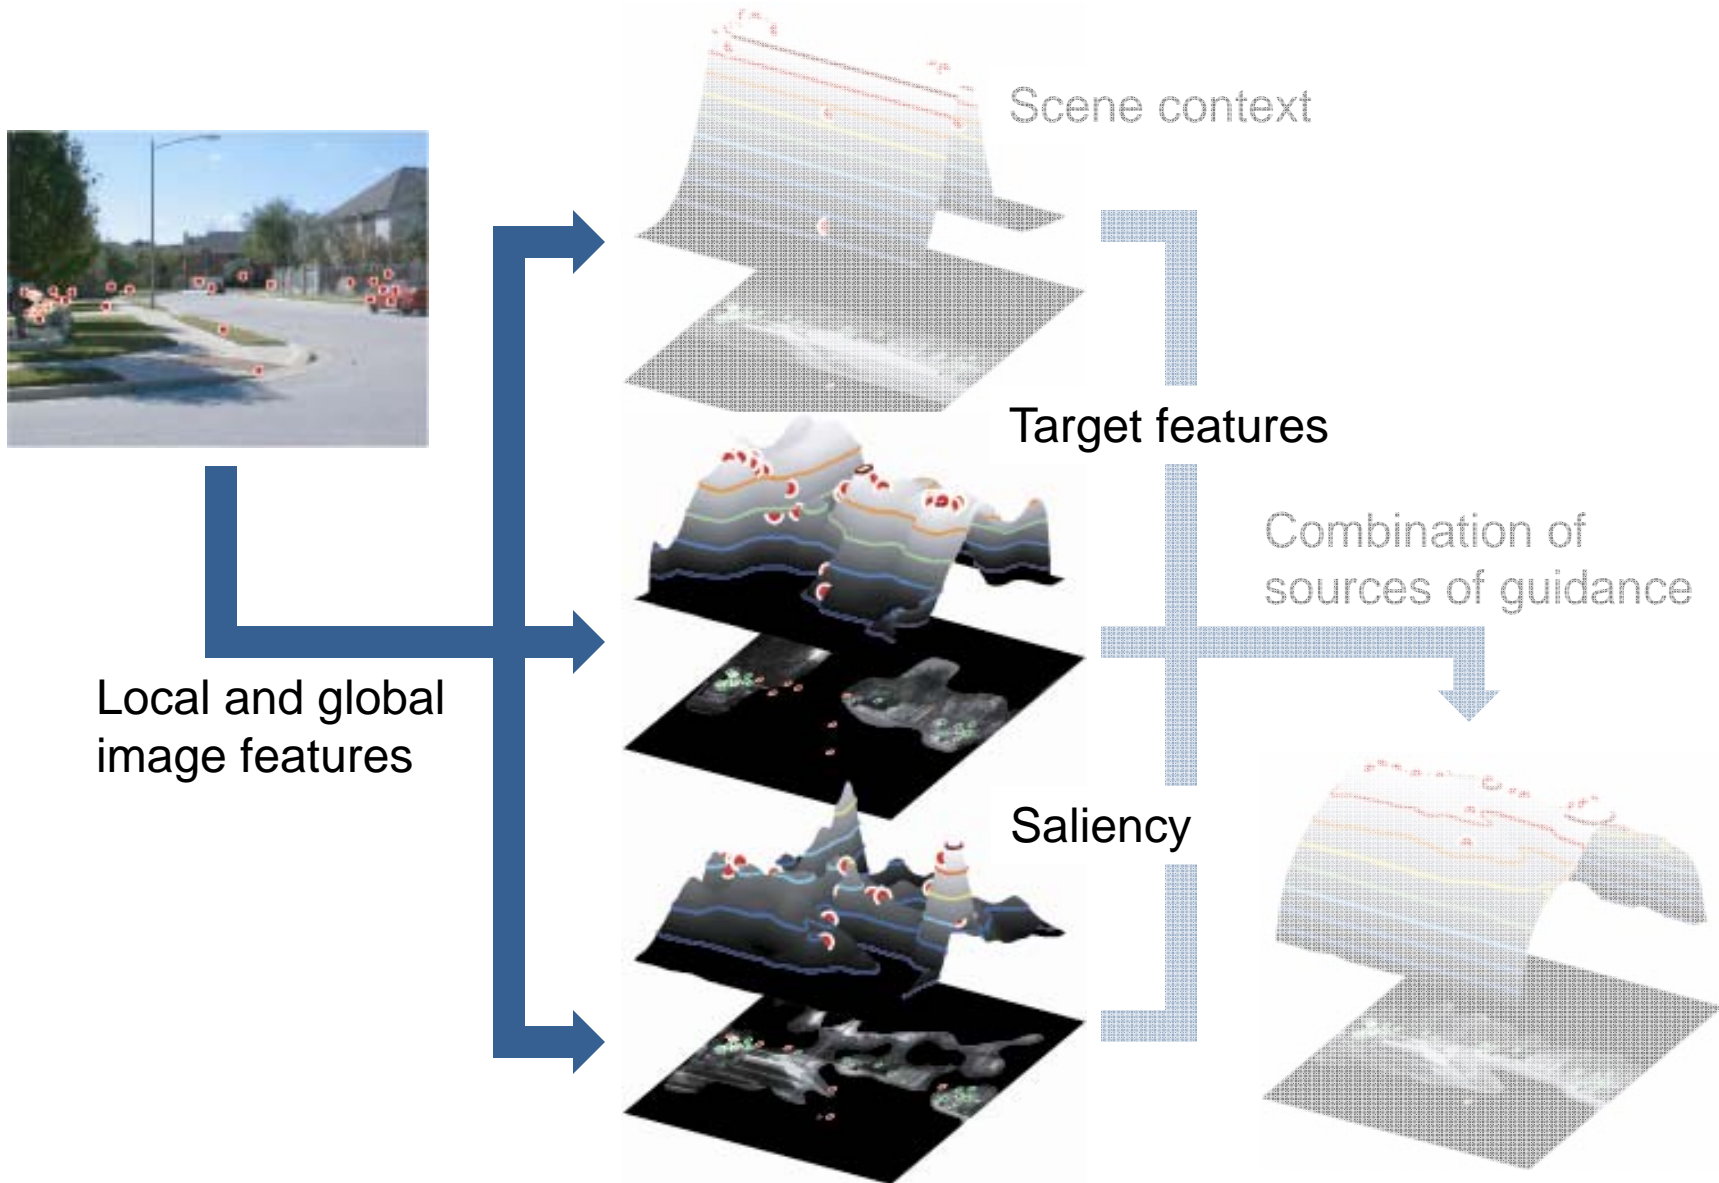 Scene context
Target features
Combination of
sources of guidance
Local and global
image features
Saliency